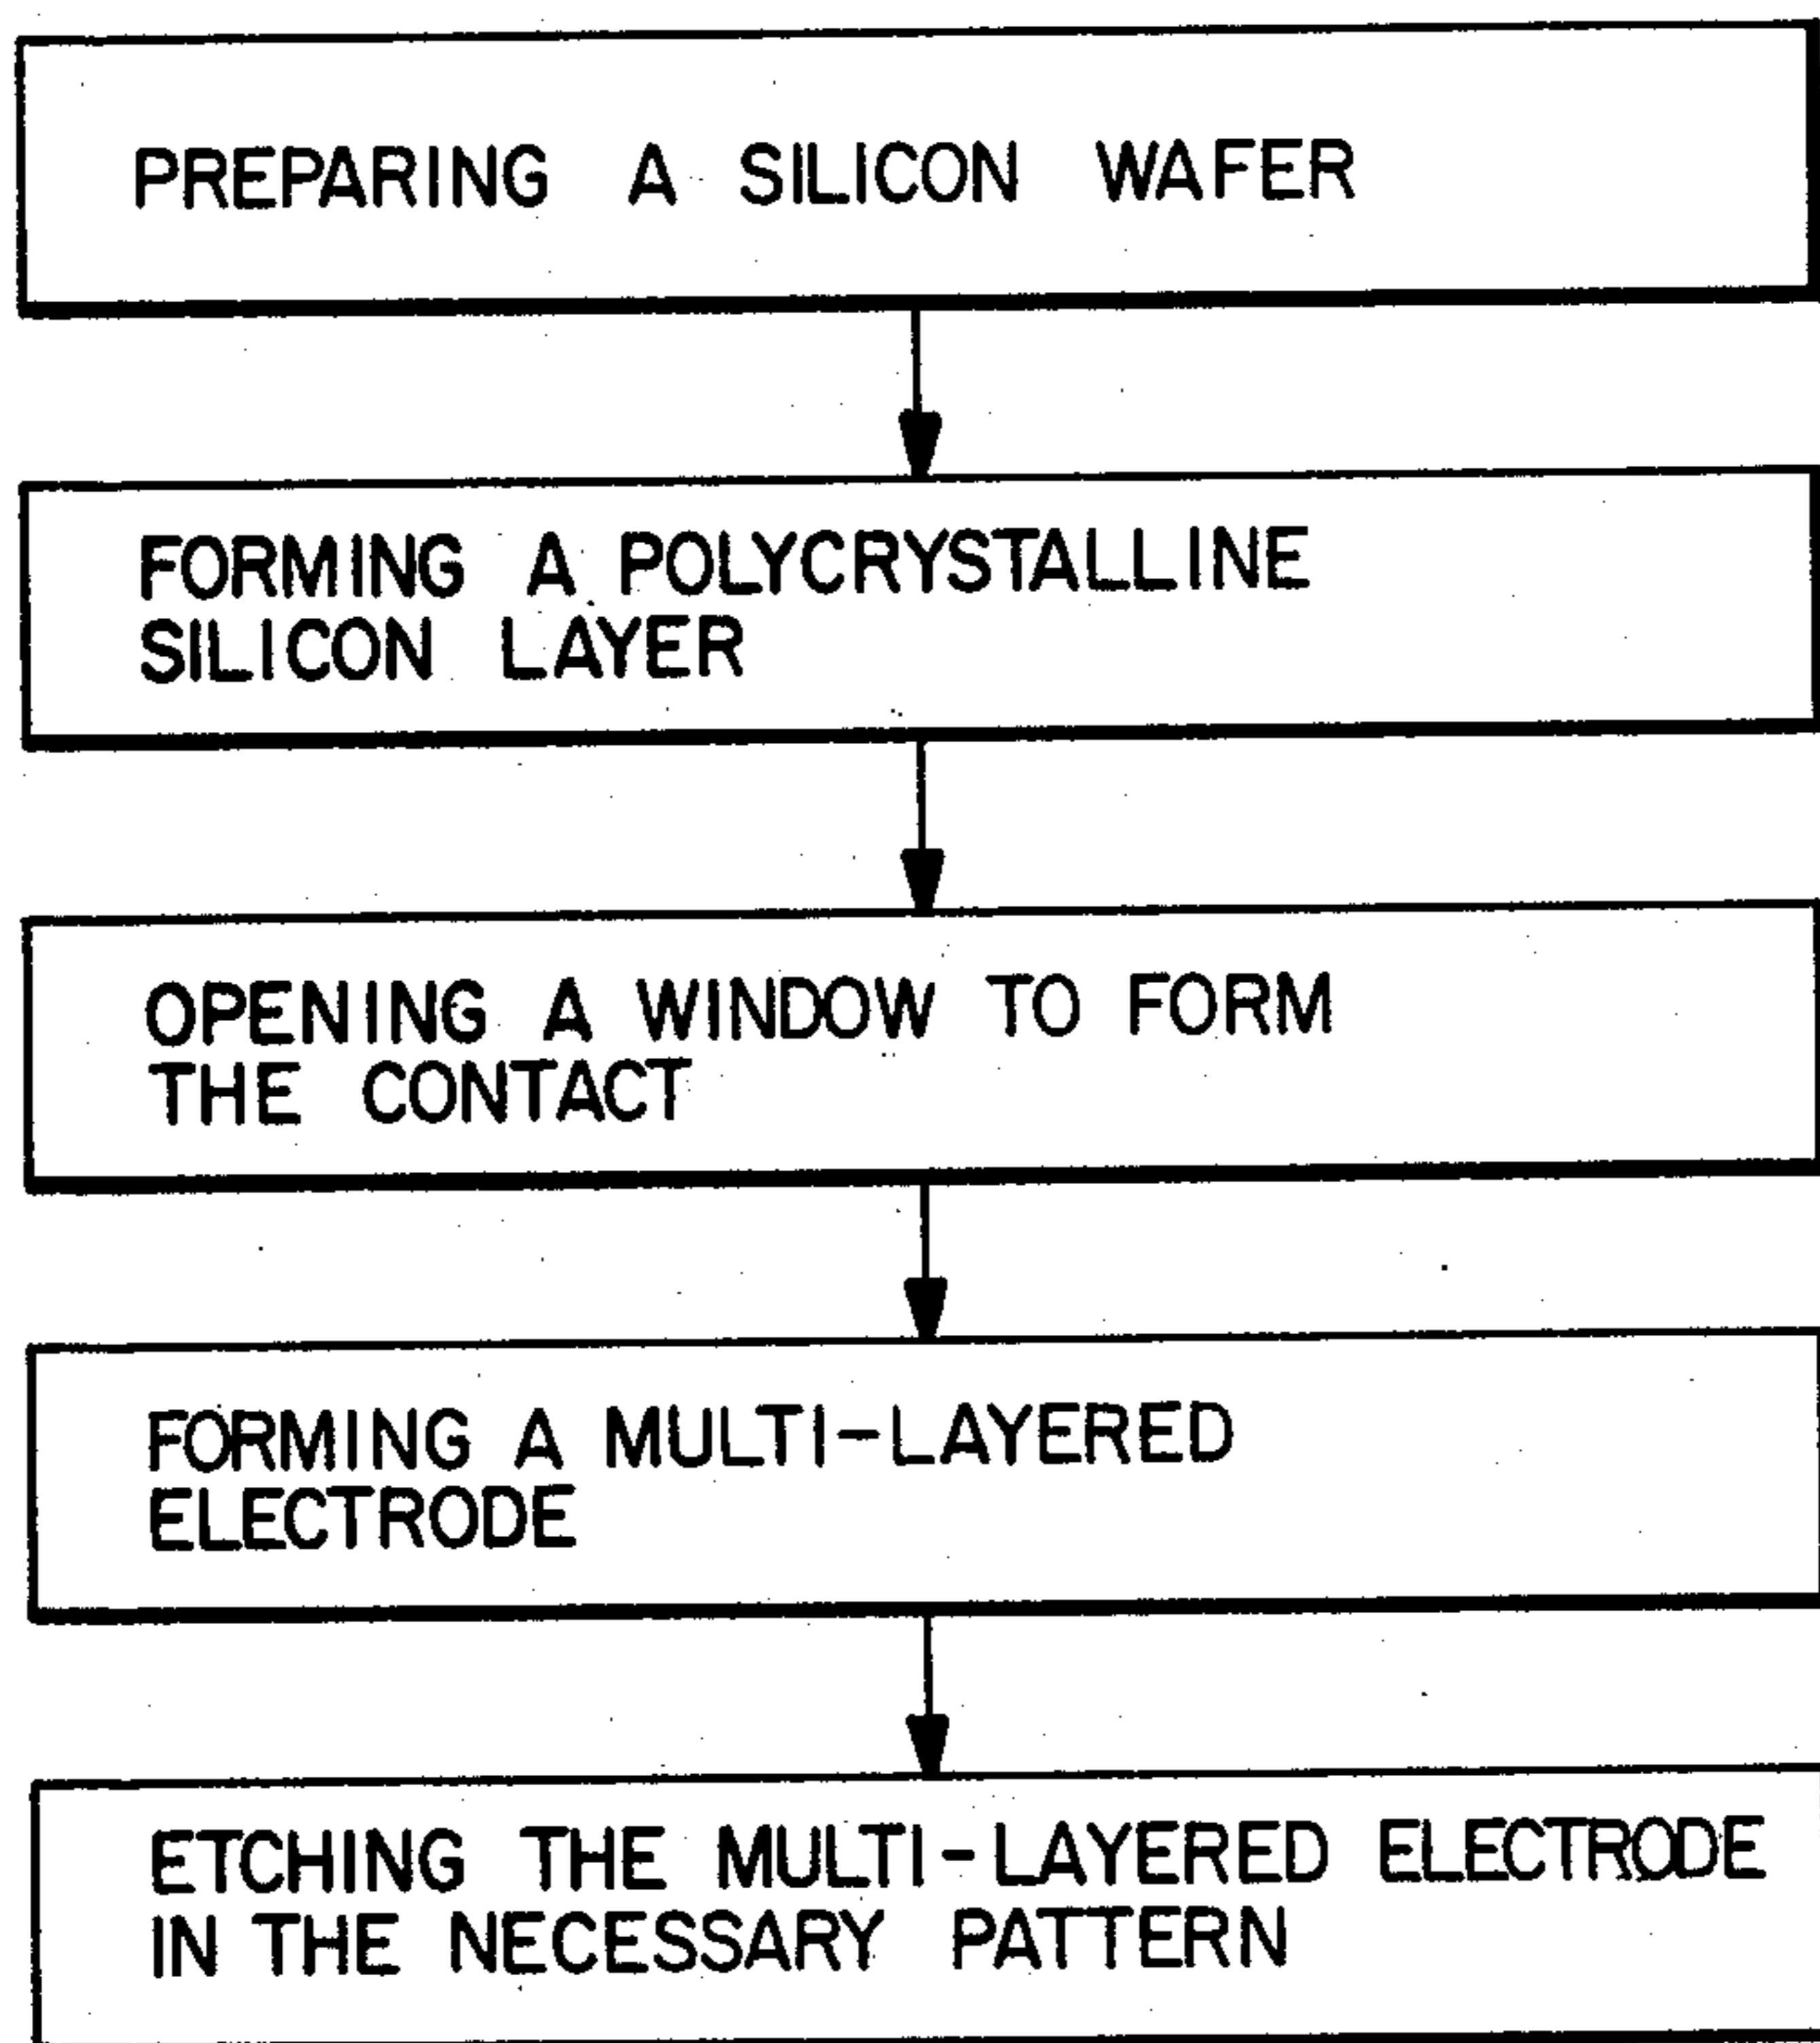 PREPARING A SILICON WAFER
FORMING A POLYCRYSTALLINE
SILICON LAYER
OPENING A WINDOW TO FORM
THE CONTACT
FORMING A MULTI-LAYERED
ELECTRODE
ETCHING THE MULTI-LAYERED ELECTRODE
IN THE NECESSARY PATTERN